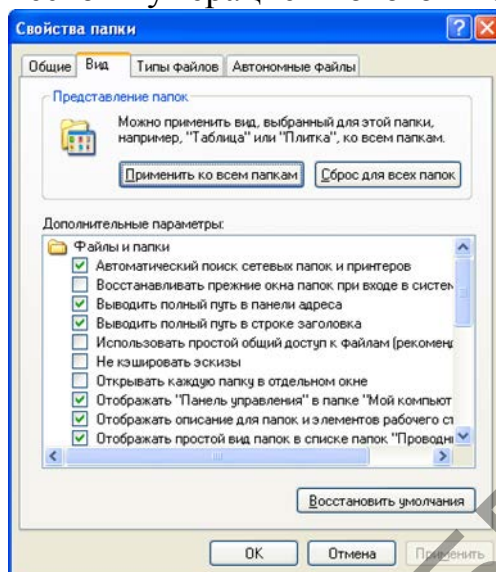 Свойства папки
Общие Вид Типы файлов Автономные файлы
Представление папок
Можно применить вид, выбранный для этой папки,
например, "Таблица" или "Плитка", ко всем папкам.
Применить ко всем папкам Сброс для всех папок
Дополнительные параметры:
Файлы и папки
Автоматический поиск сетевых папок и принтеров
Восстанавливать прежние окна папок при входе в систем
Выводить полный путь в панели адреса
Выводить полный путь в строке заголовка
Использовать простой общий доступ к файлам (рекоменд
Не кэшировать эскизы
Открывать каждую папку в отдельном окне
Отображать "Панель управления" в папке "Мой компьют
Отображать описание для папок и элементов рабочего ст
Отображать простой вид папок в списке папок "Проводни
Восстановить умолчания
OK Отмена Применить